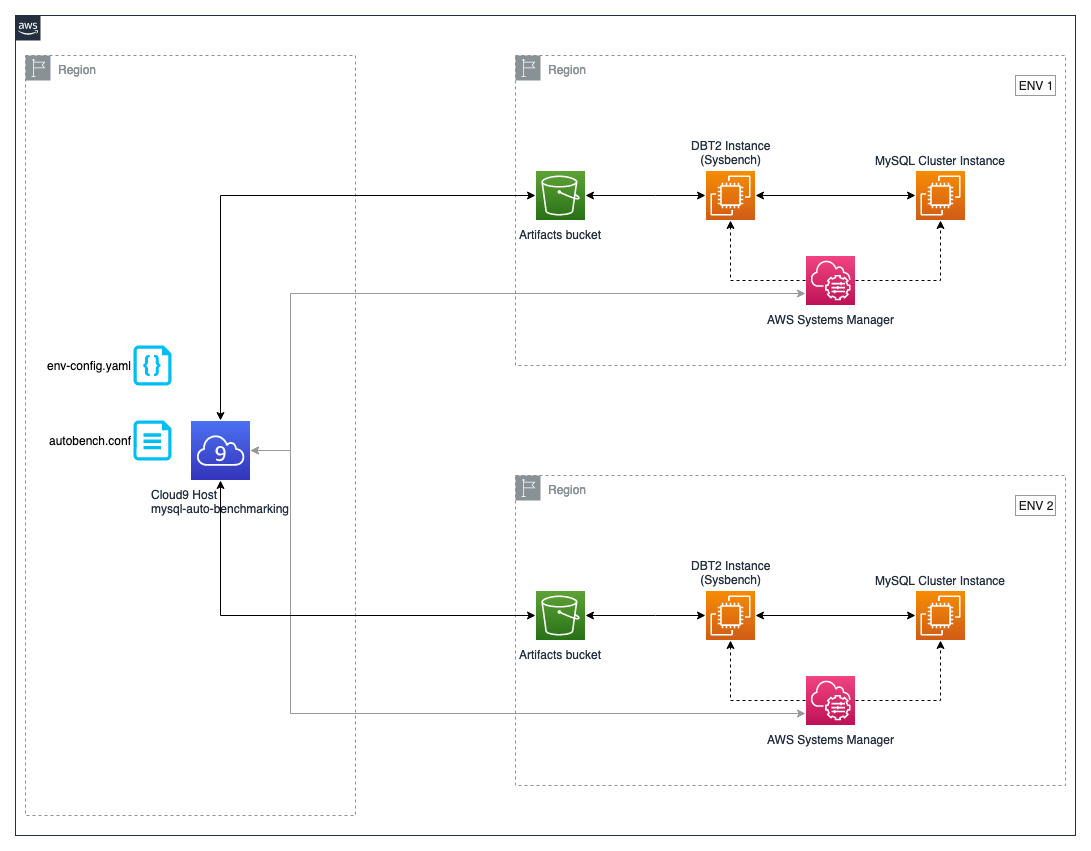 aws
Region
Region
ENV 1
DBT2 Instance
(Sysbench)
MySQL Cluster Instance
Artifacts bucket
AWS Systems Manager
env-config.yaml
{}
autobench.conf
9
Cloud9 Host
mysql-auto-benchmarking
Region
ENV 2
DBT2 Instance
(Sysbench)
MySQL Cluster Instance
Artifacts bucket
AWS Systems Manager